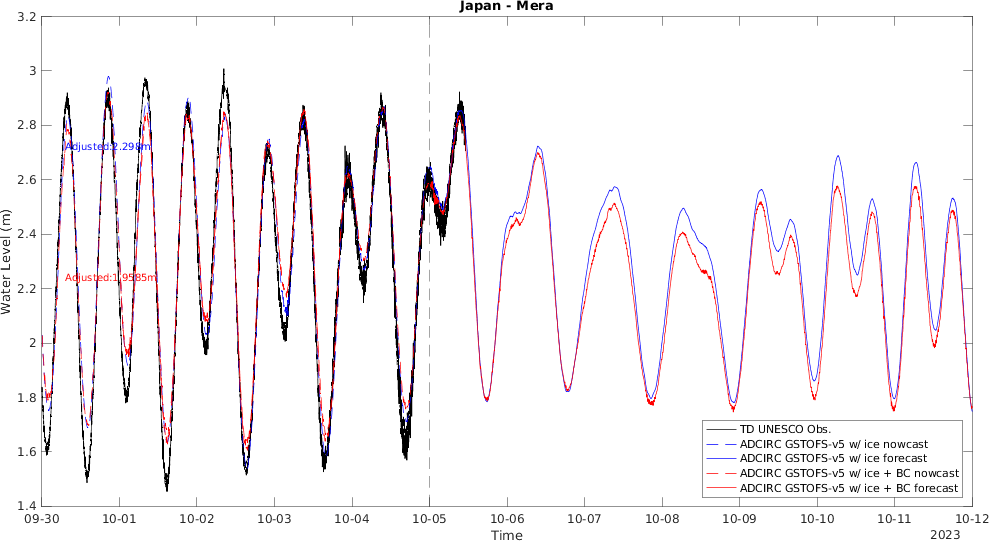 Japan - Mera
3.2
3
2.8
2.6
2.4
2.2
2
1.8
1.6
1.4
Water Level (m)
Adjusted:2.298m
Adjusted:1.9585m
TD UNESCO Obs.
ADCIRC GSTOFS-v5 w/ ice nowcast
ADCIRC GSTOFS-v5 w/ ice forecast
ADCIRC GSTOFS-v5 w/ ice + BC nowcast
ADCIRC GSTOFS-v5 w/ ice + BC forecast
09-30 10-01 10-02 10-03 10-04 10-05 10-06 10-07 10-08 10-09 10-10 10-11 10-12
Time
2023